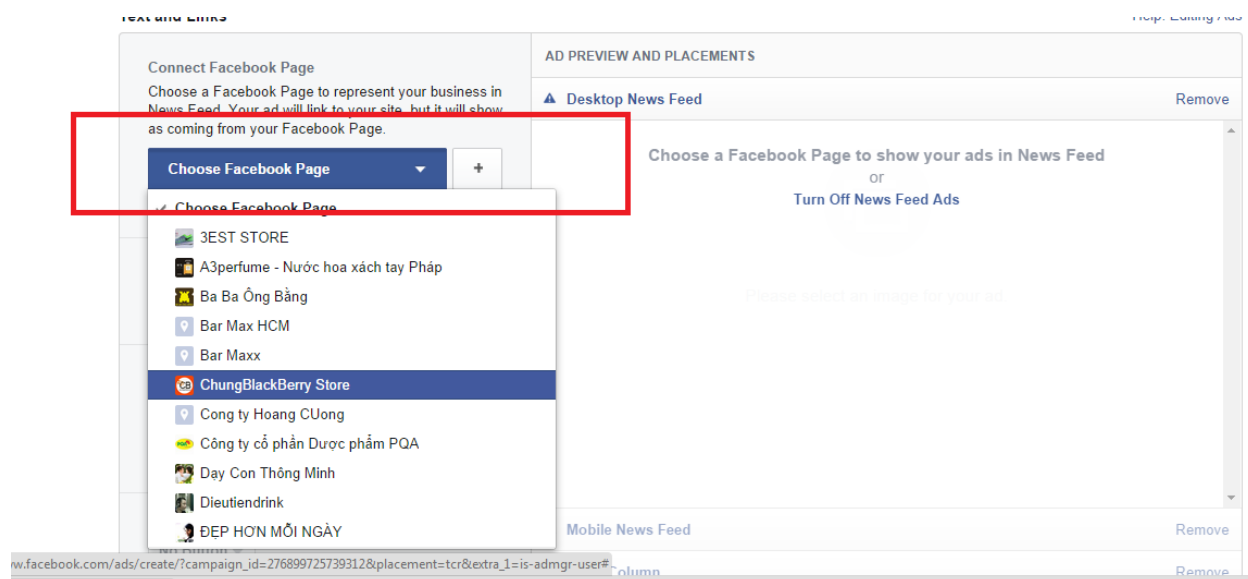 Text and Links
Help: Editing Ads
Connect Facebook Page
Choose a Facebook Page to represent your business in
News Feed. Your ad will link to your site, but it will show
as coming from your Facebook Page.
Choose Facebook Page
+
✓ Choose Facebook Page
3EST STORE
A3perfume - Nước hoa xách tay Pháp
Ba Ba Ông Bằng
Bar Max HCM
Bar Maxx
ChungBlackBerry Store
Cong ty Hoang CUong
Công ty cổ phần Dược phẩm PQA
Dạy Con Thông Minh
Dieutiendrink
ĐẸP HƠN MỖI NGÀY
No Button
AD PREVIEW AND PLACEMENTS
Desktop News Feed
Remove
Choose a Facebook Page to show your ads in News Feed
or
Turn Off News Feed Ads
Please select an image for your ad.
Mobile News Feed
Remove
Column
Remove
w.facebook.com/ads/create/?campaign_id=276899725739312&placement=tcr&extra_1=is-admgr-user#